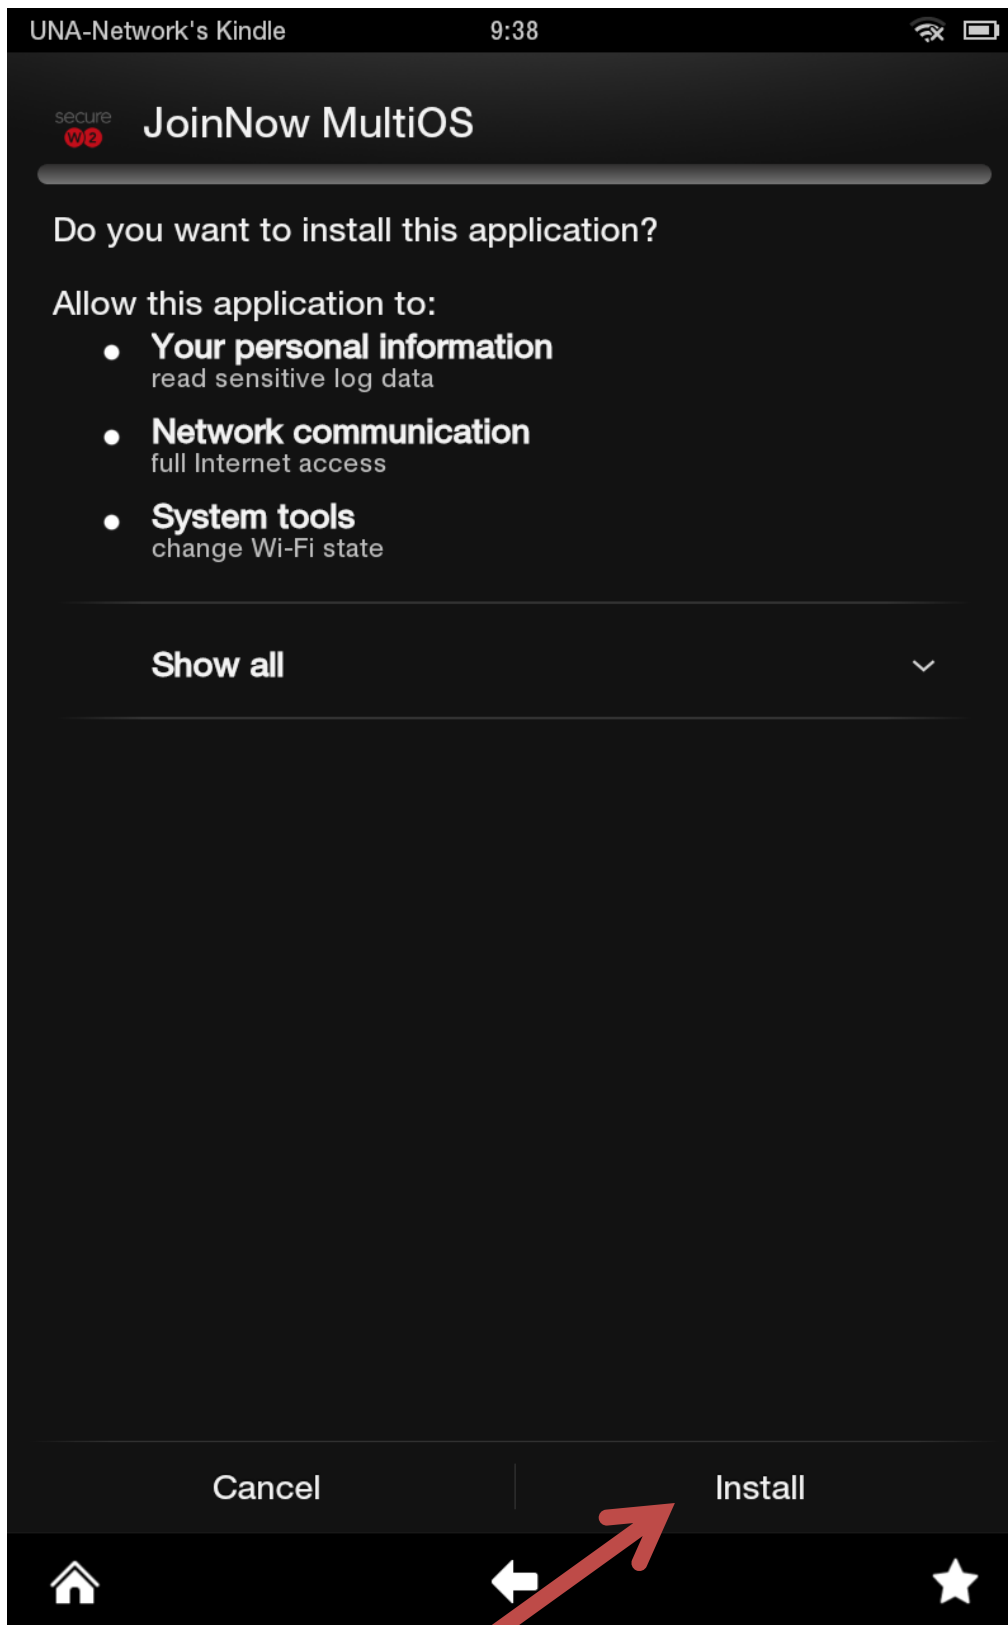 UNA-Network's Kindle 9:38
secure
W2 JoinNow MultiOS
Do you want to install this application?
Allow this application to:
Your personal information
read sensitive log data
Network communication
full Internet access
System tools
change Wi-Fi state
Show all
Cancel Install